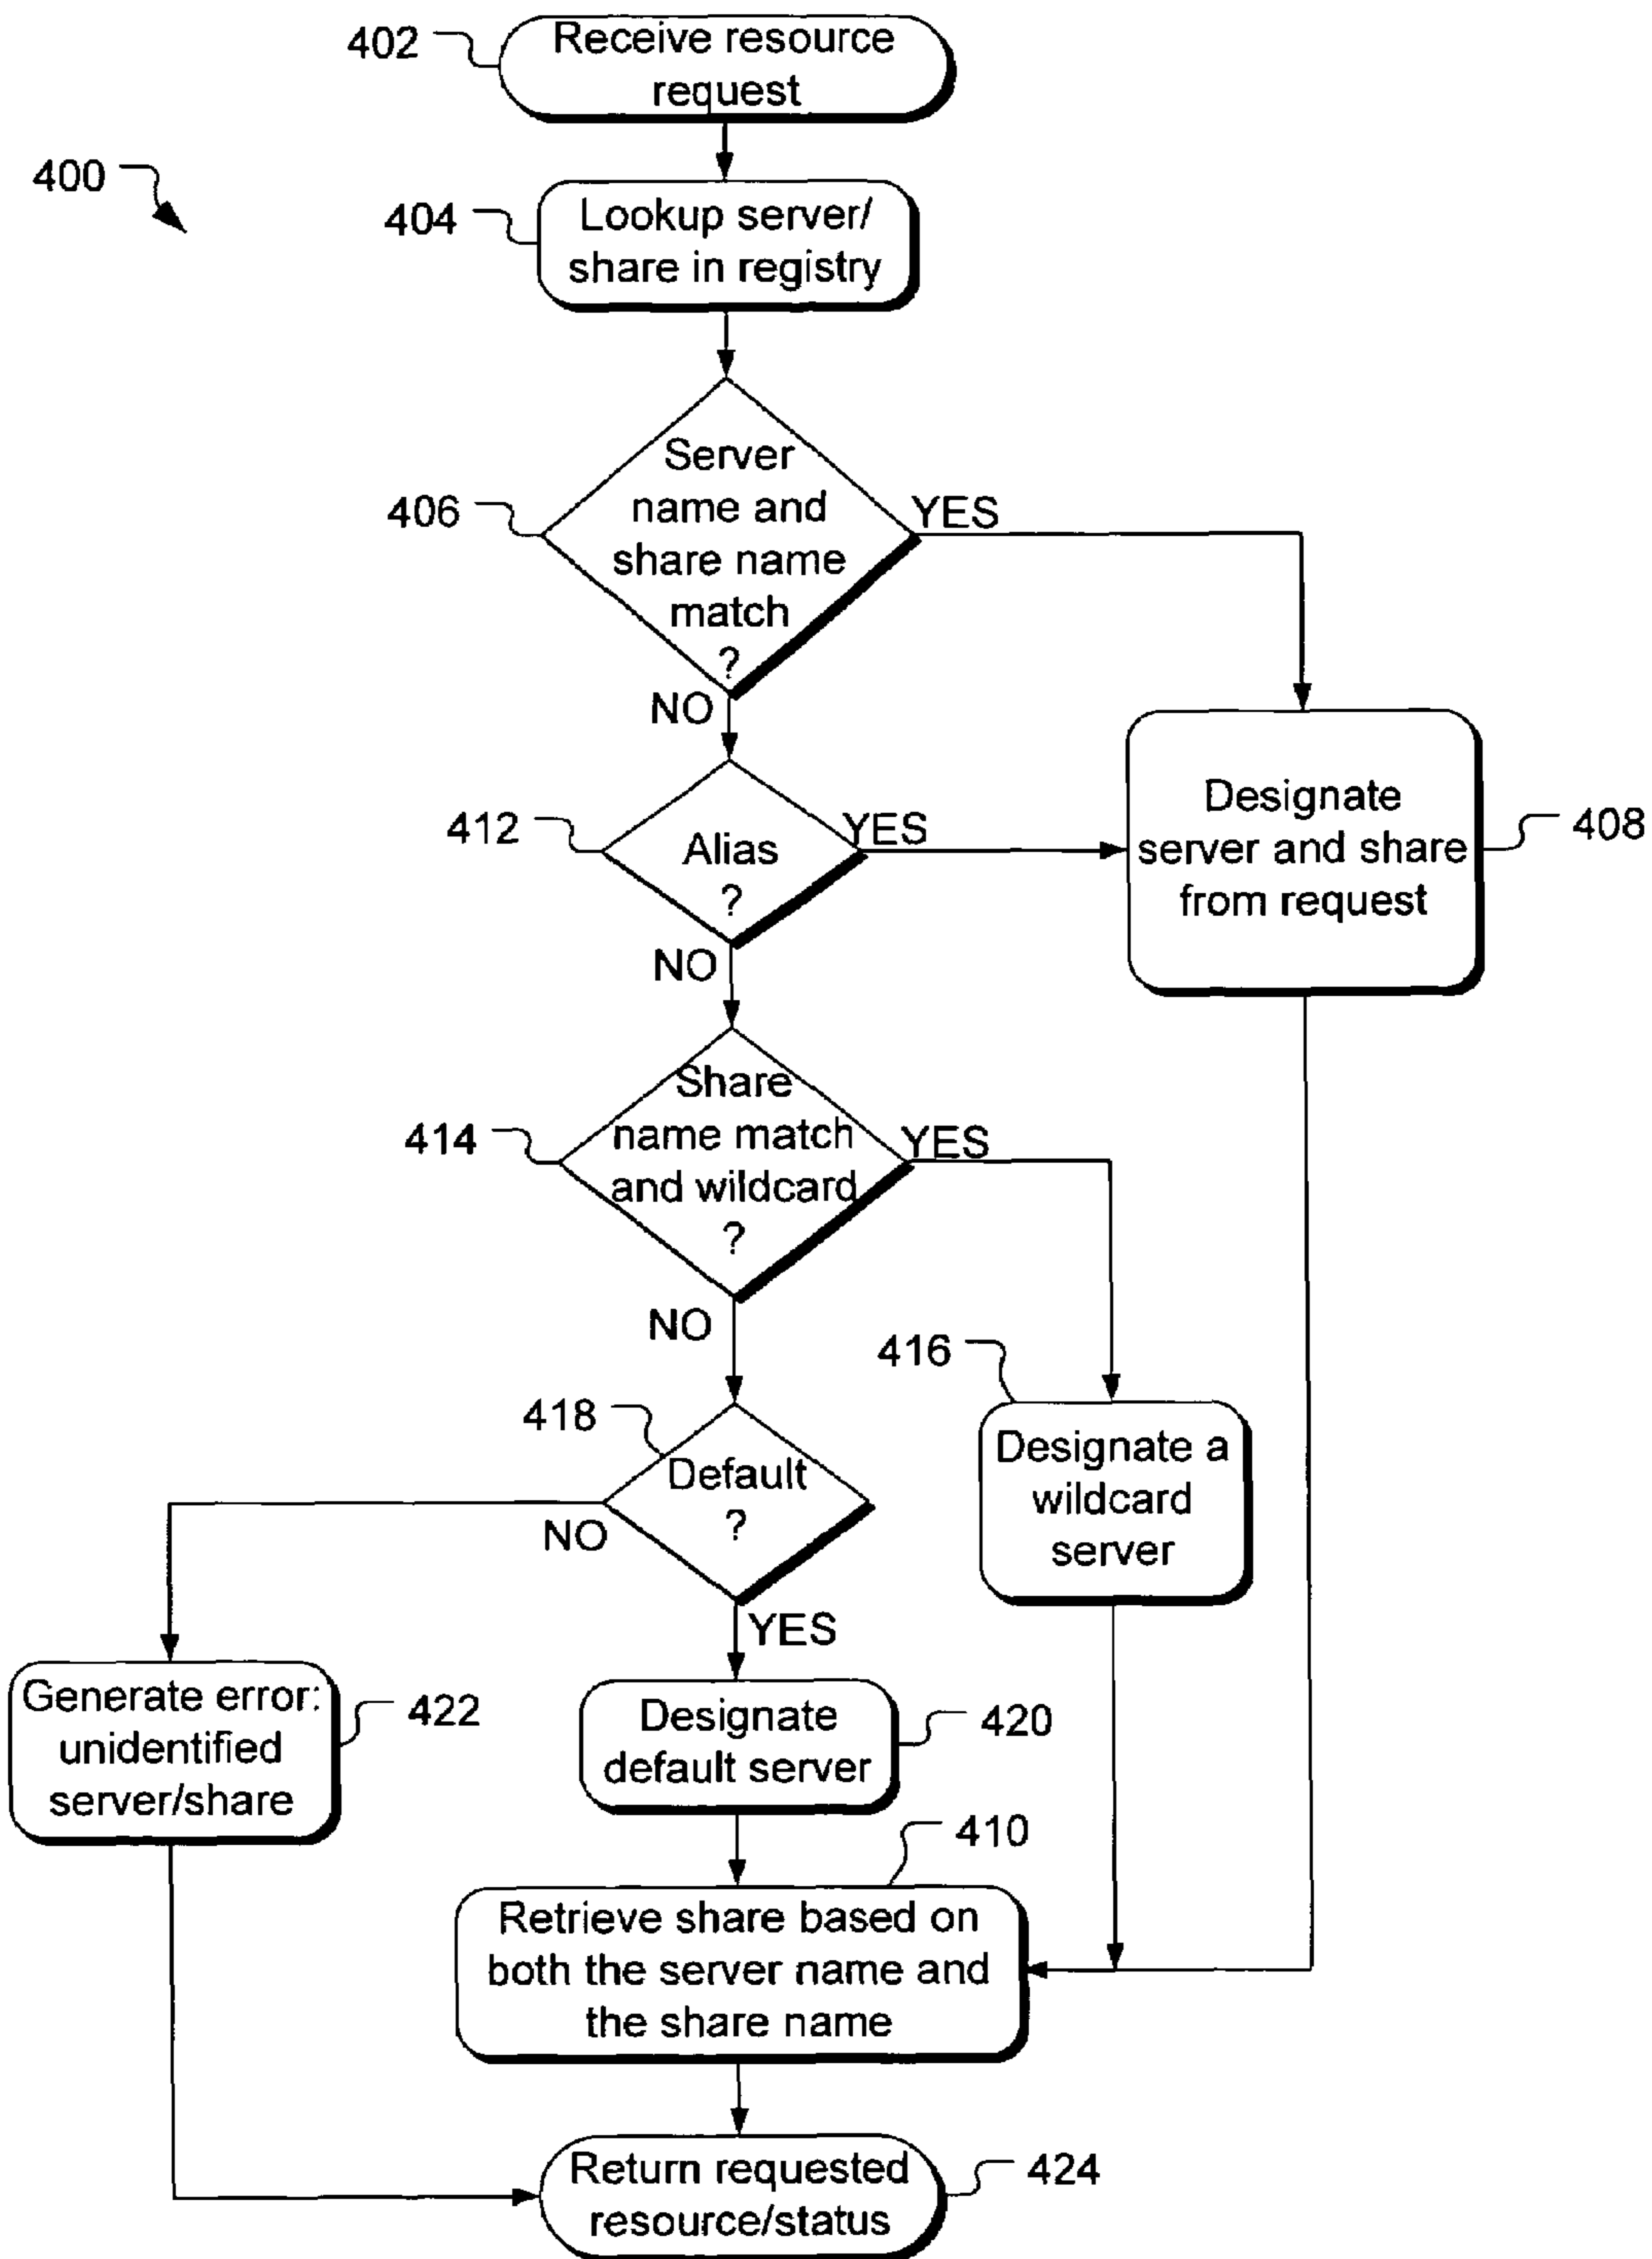 402
Receive resource
request
400
404
Lookup server/
share in registry
406
Server
name and
share name
match
?
YES
NO
412
Alias
?
YES
NO
Designate
server and share
from request
408
414
Share
name match
and wildcard
?
YES
NO
416
Designate a
wildcard
server
418
Default
?
NO
YES
Generate error:
unidentified
server/share
422
Designate
default server
420
410
Retrieve share based on
both the server name and
the share name
Return requested
resource/status
424